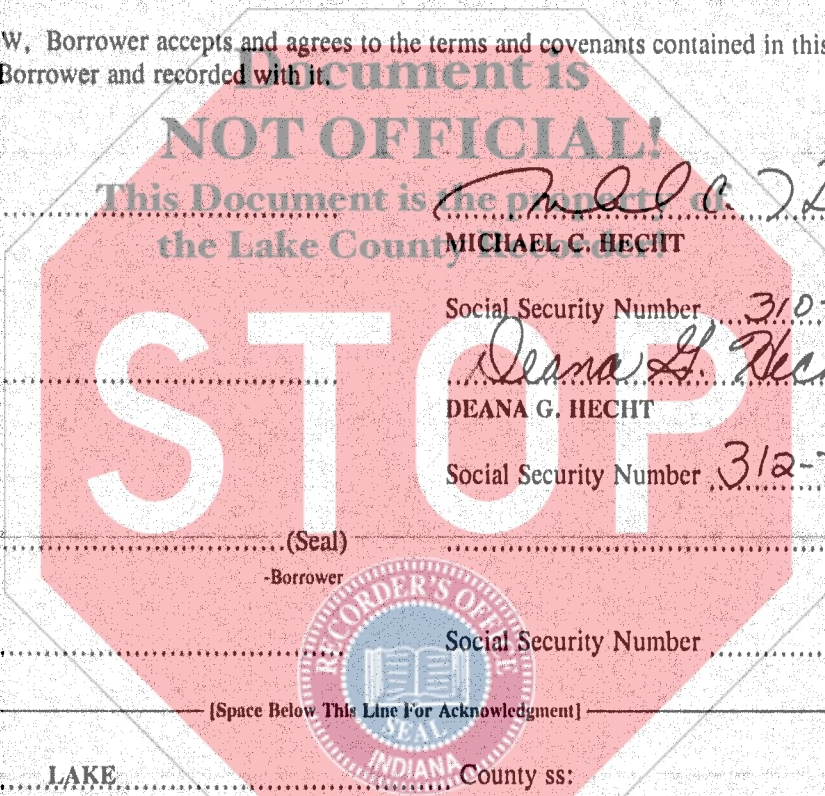 W, Borrower accepts and agrees to the terms and covenants contained in this
Borrower and recorded with it.
Document is
NOT OFFICIAL!
This Document is the property of
the Lake County Recorder!
MICHAEL C HECHT
Social Security Number 310-
Deana G. Hec
DEANA G. HECHT
Social Security Number 312-
STOP
(Seal)
-Borrower
Social Security Number
RECORDER'S OFFICE
SEAL
INDIANA
[Space Below This Line For Acknowledgment]
LAKE County ss: